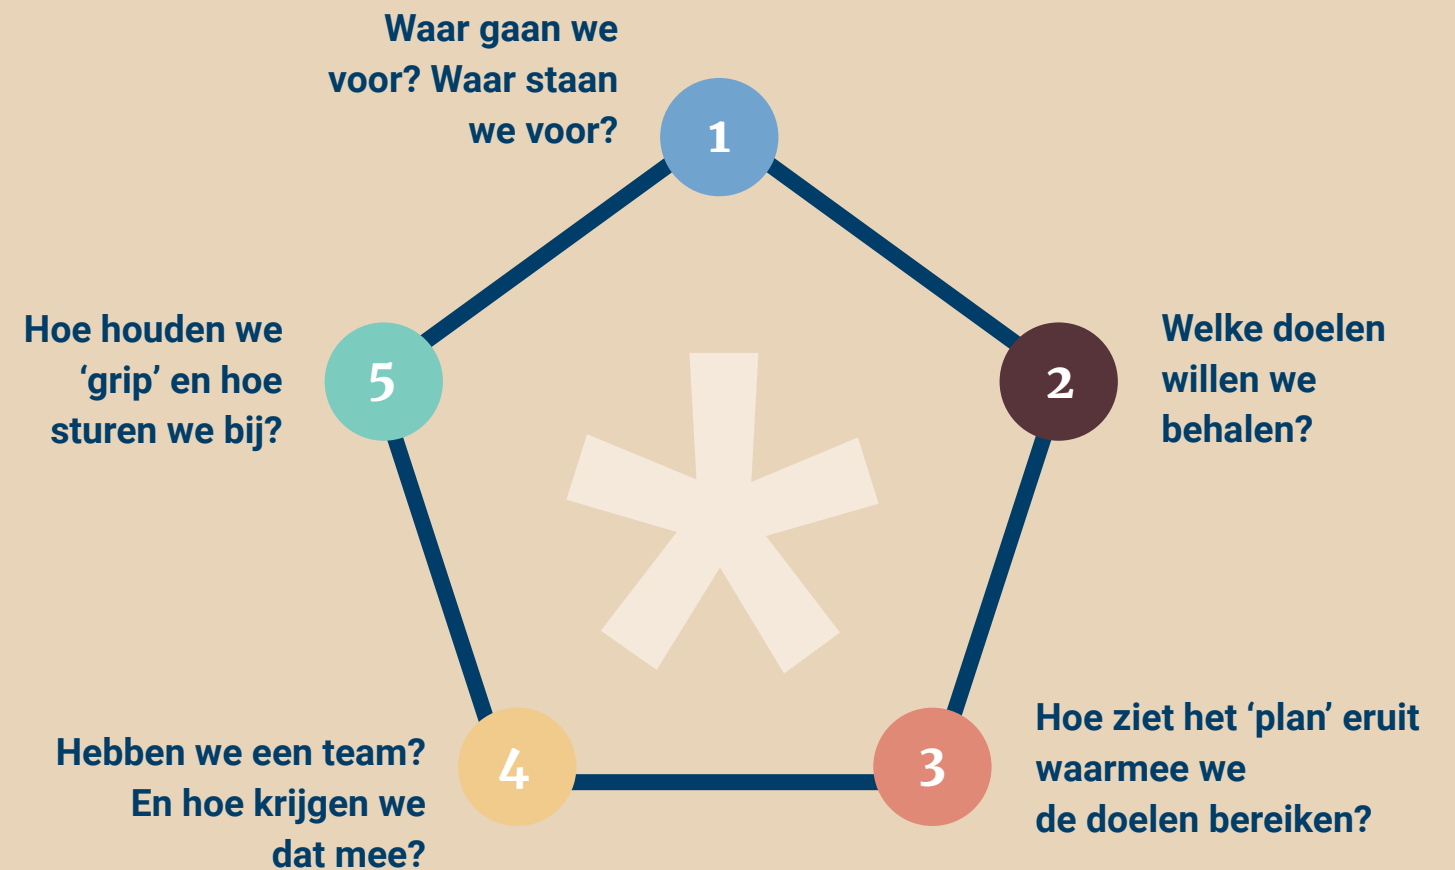 Waar gaan we
voor? Waar staan
we voor?
1
Welke doelen
willen we
behalen?
2
Hoe ziet het ‘plan’ eruit
waarmee we
de doelen bereiken?
3
Hebben we een team?
En hoe krijgen we
dat mee?
4
Hoe houden we
‘grip’ en hoe
sturen we bij?
5